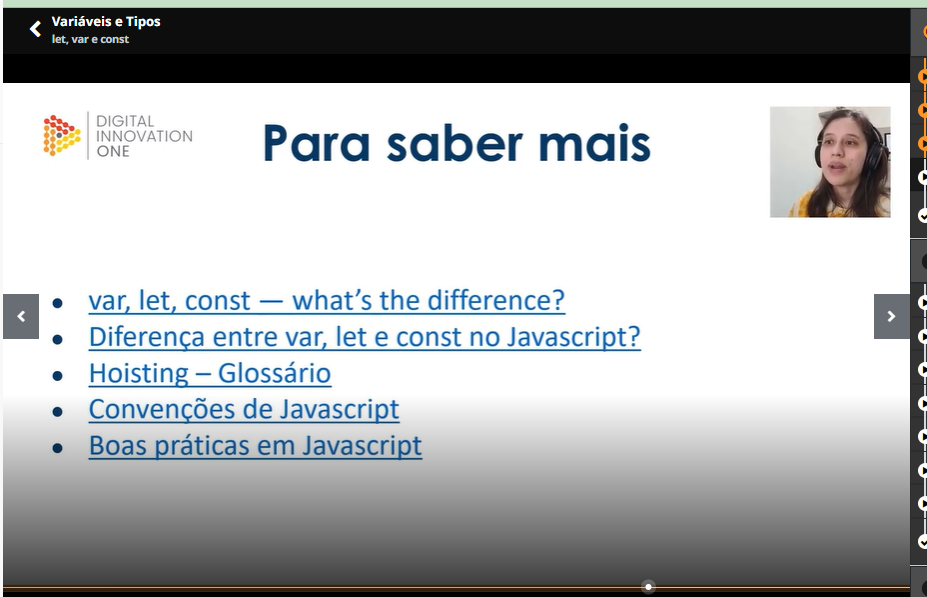 Variáveis e Tipos
let, var e const
DIGITAL
INNOVATION
ONE
Para saber mais
var, let, const — what's the difference?
Diferença entre var, let e const no Javascript?
Hoisting – Glossário
Convenções de Javascript
Boas práticas em Javascript